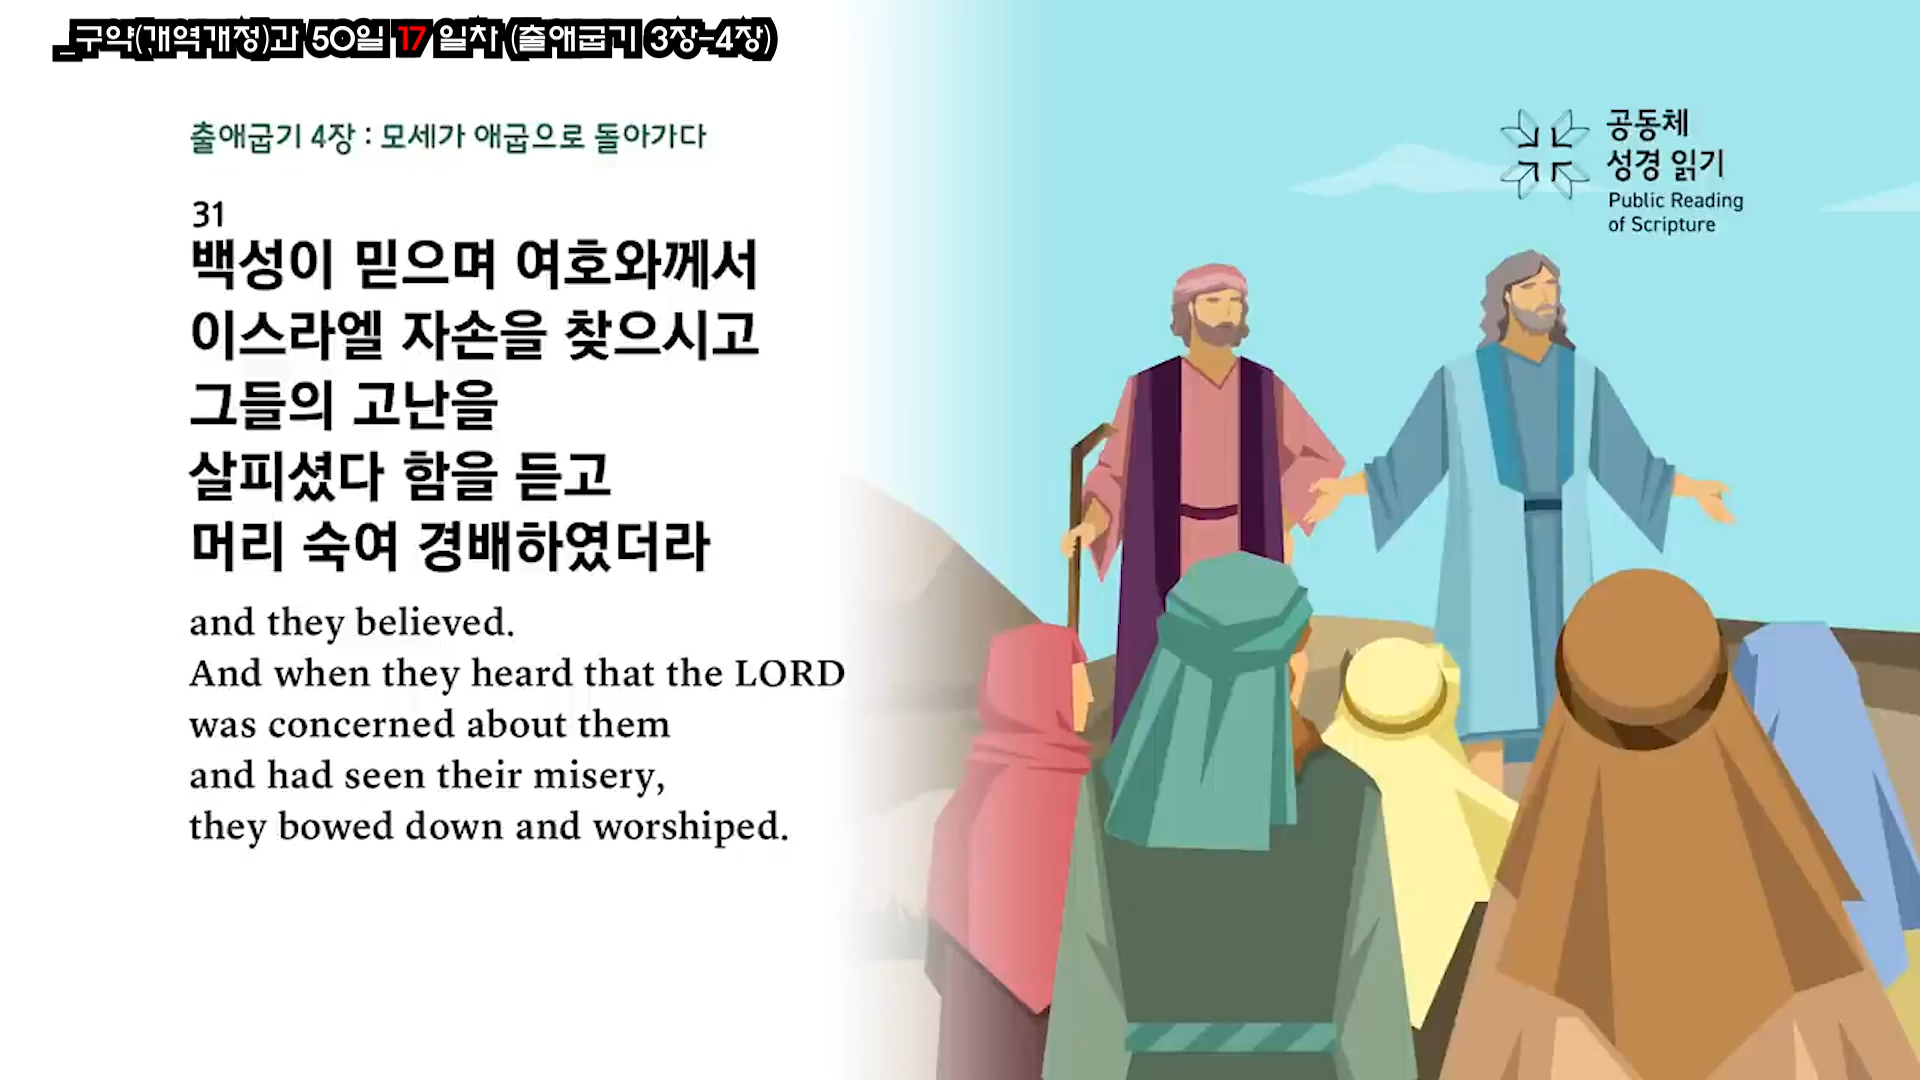 _구약(개역개정)과 50일 17 일차 (출애굽기 3장-4장)
출애굽기 4장 : 모세가 애굽으로 돌아가다
31
백성이 믿으며 여호와께서
이스라엘 자손을 찾으시고
그들의 고난을
살피셨다 함을 듣고
머리 숙여 경배하였더라
and they believed.
And when they heard that the LORD
was concerned about them
and had seen their misery,
they bowed down and worshiped.
공동체
성경 읽기
Public Reading
of Scripture